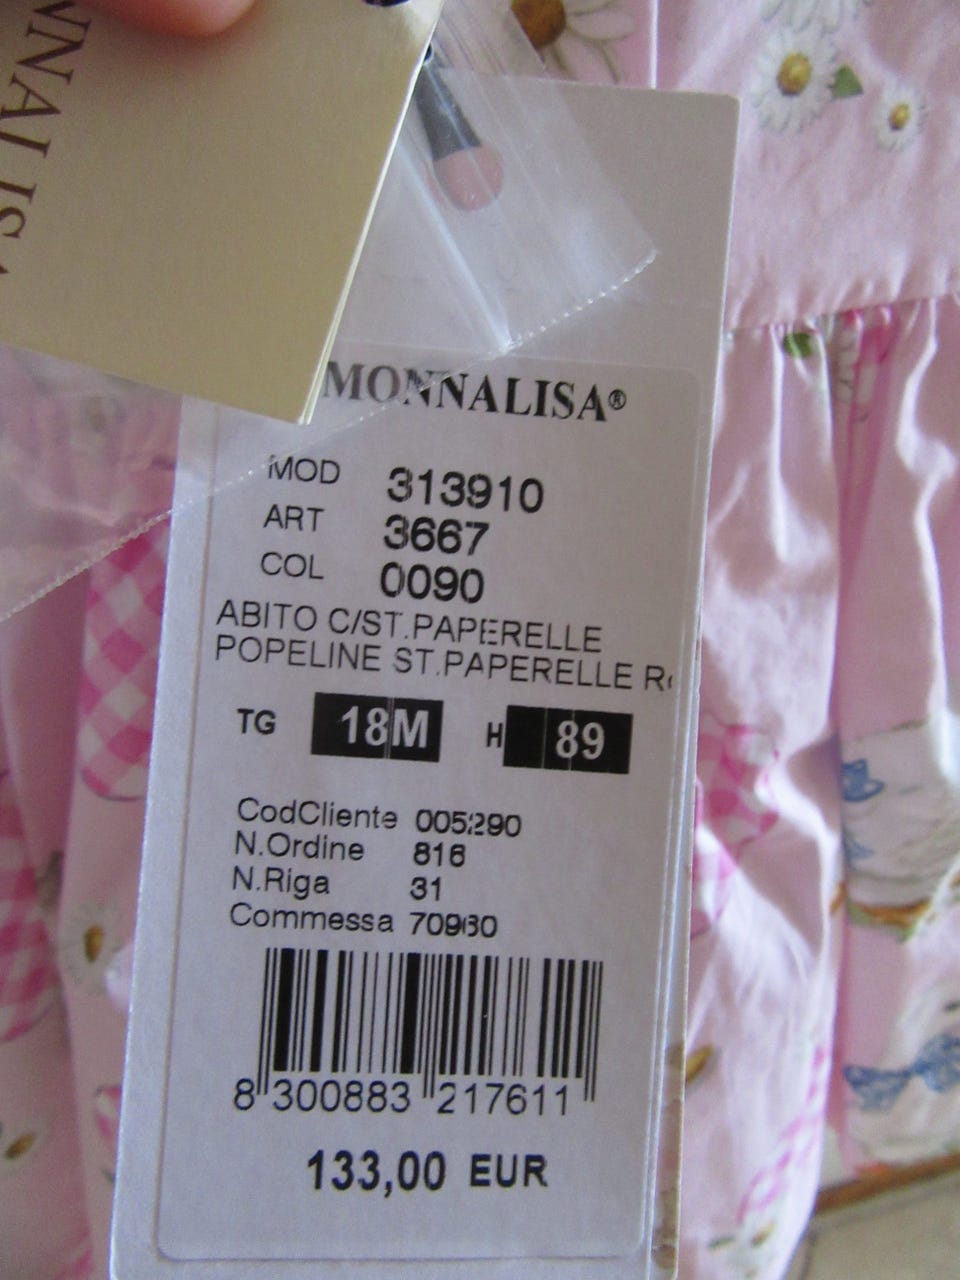 MONNALISA®
MOD 313910
ART 3667
COL 0090
ABITO C/ST.PAPERELLE
POPELINE ST.PAPERELLE
TG 18M H 89
CodCliente 005290
N.Ordine 816
N.Riga 31
Commessa 70960
8 300883 217611
133,00 EUR